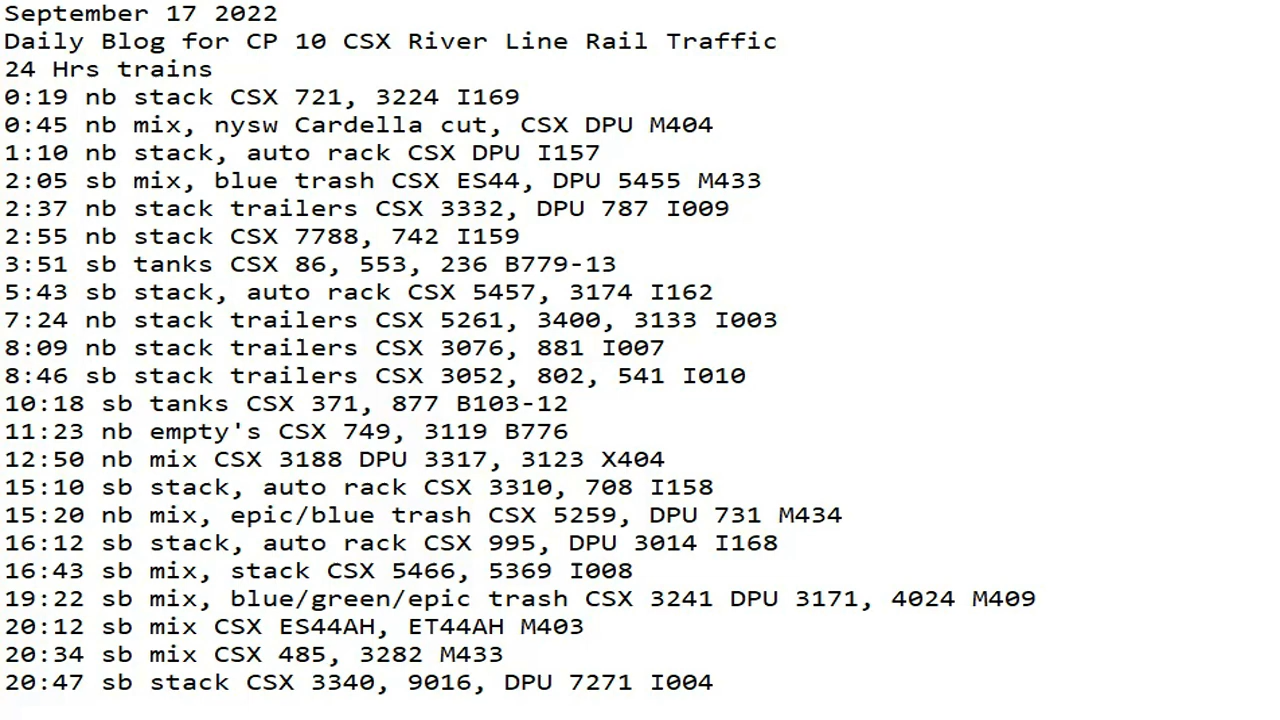 September 17 2022
Daily Blog for CP 10 CSX River Line Rail Traffic
24 Hrs trains
0:19 nb stack CSX 721, 3224 I169
0:45 nb mix, nysw Cardella cut, CSX DPU M404
1:10 nb stack, auto rack CSX DPU I157
2:05 sb mix, blue trash CSX ES44, DPU 5455 M433
2:37 nb stack trailers CSX 3332, DPU 787 I009
2:55 nb stack CSX 7788, 742 I159
3:51 sb tanks CSX 86, 553, 236 B779-13
5:43 sb stack, auto rack CSX 5457, 3174 I162
7:24 nb stack trailers CSX 5261, 3400, 3133 I003
8:09 nb stack trailers CSX 3076, 881 I007
8:46 sb stack trailers CSX 3052, 802, 541 I010
10:18 sb tanks CSX 371, 877 B103-12
11:23 nb empty's CSX 749, 3119 B776
12:50 nb mix CSX 3188 DPU 3317, 3123 X404
15:10 sb stack, auto rack CSX 3310, 708 I158
15:20 nb mix, epic/blue trash CSX 5259, DPU 731 M434
16:12 sb stack, auto rack CSX 995, DPU 3014 I168
16:43 sb mix, stack CSX 5466, 5369 I008
19:22 sb mix, blue/green/epic trash CSX 3241 DPU 3171, 4024 M409
20:12 sb mix CSX ES44AH, ET44AH M403
20:34 sb mix CSX 485, 3282 M433
20:47 sb stack CSX 3340, 9016, DPU 7271 I004